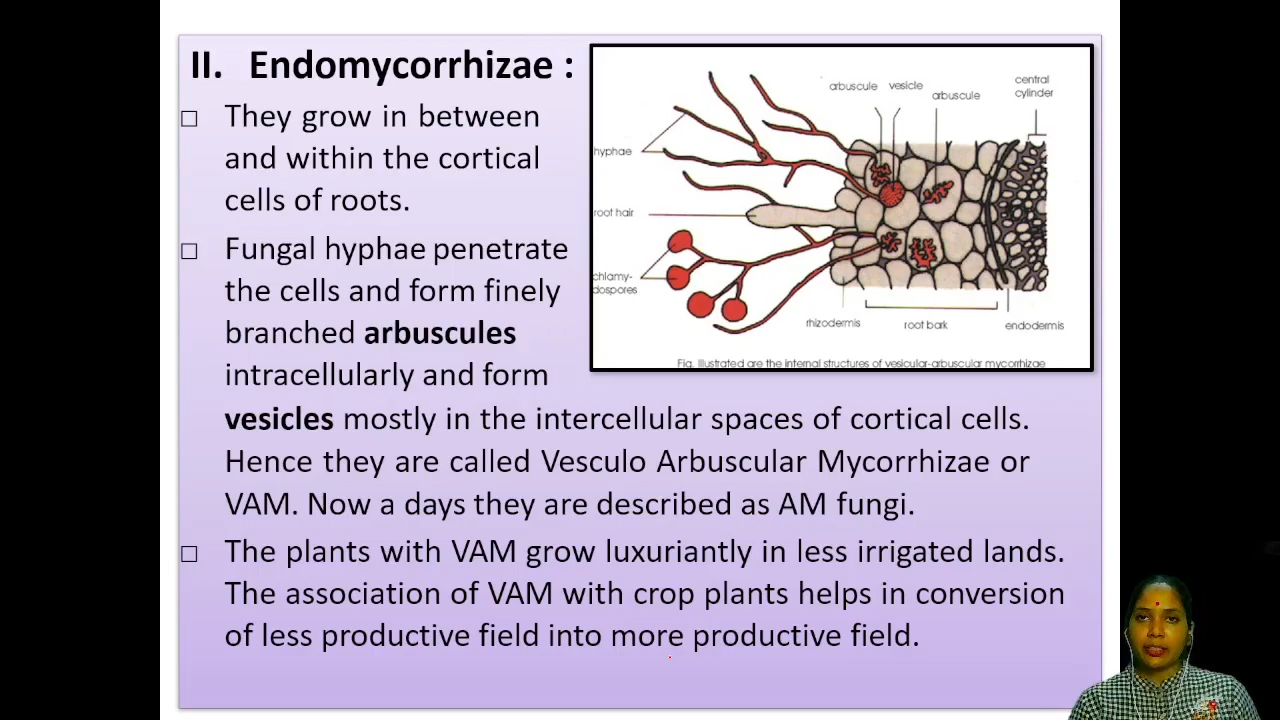 II. Endomycorrhizae :
□ They grow in between
and within the cortical
cells of roots.
□ Fungal hyphae penetrate
the cells and form finely
branched arbuscules
intracellularly and form
vesicles mostly in the intercellular spaces of cortical cells.
Hence they are called Vesculo Arbuscular Mycorrhizae or
VAM. Now a days they are described as AM fungi.
□ The plants with VAM grow luxuriantly in less irrigated lands.
The association of VAM with crop plants helps in conversion
of less productive field into more productive field.
arbuscule
vesicle
arbuscule
central
cylinder
hyphae
root hair
chlamy-
dospores
rhizodermis
root bark
endodermis
Fig. Illustrated are the internal structures of vesicular-arbuscular mycorrhizae